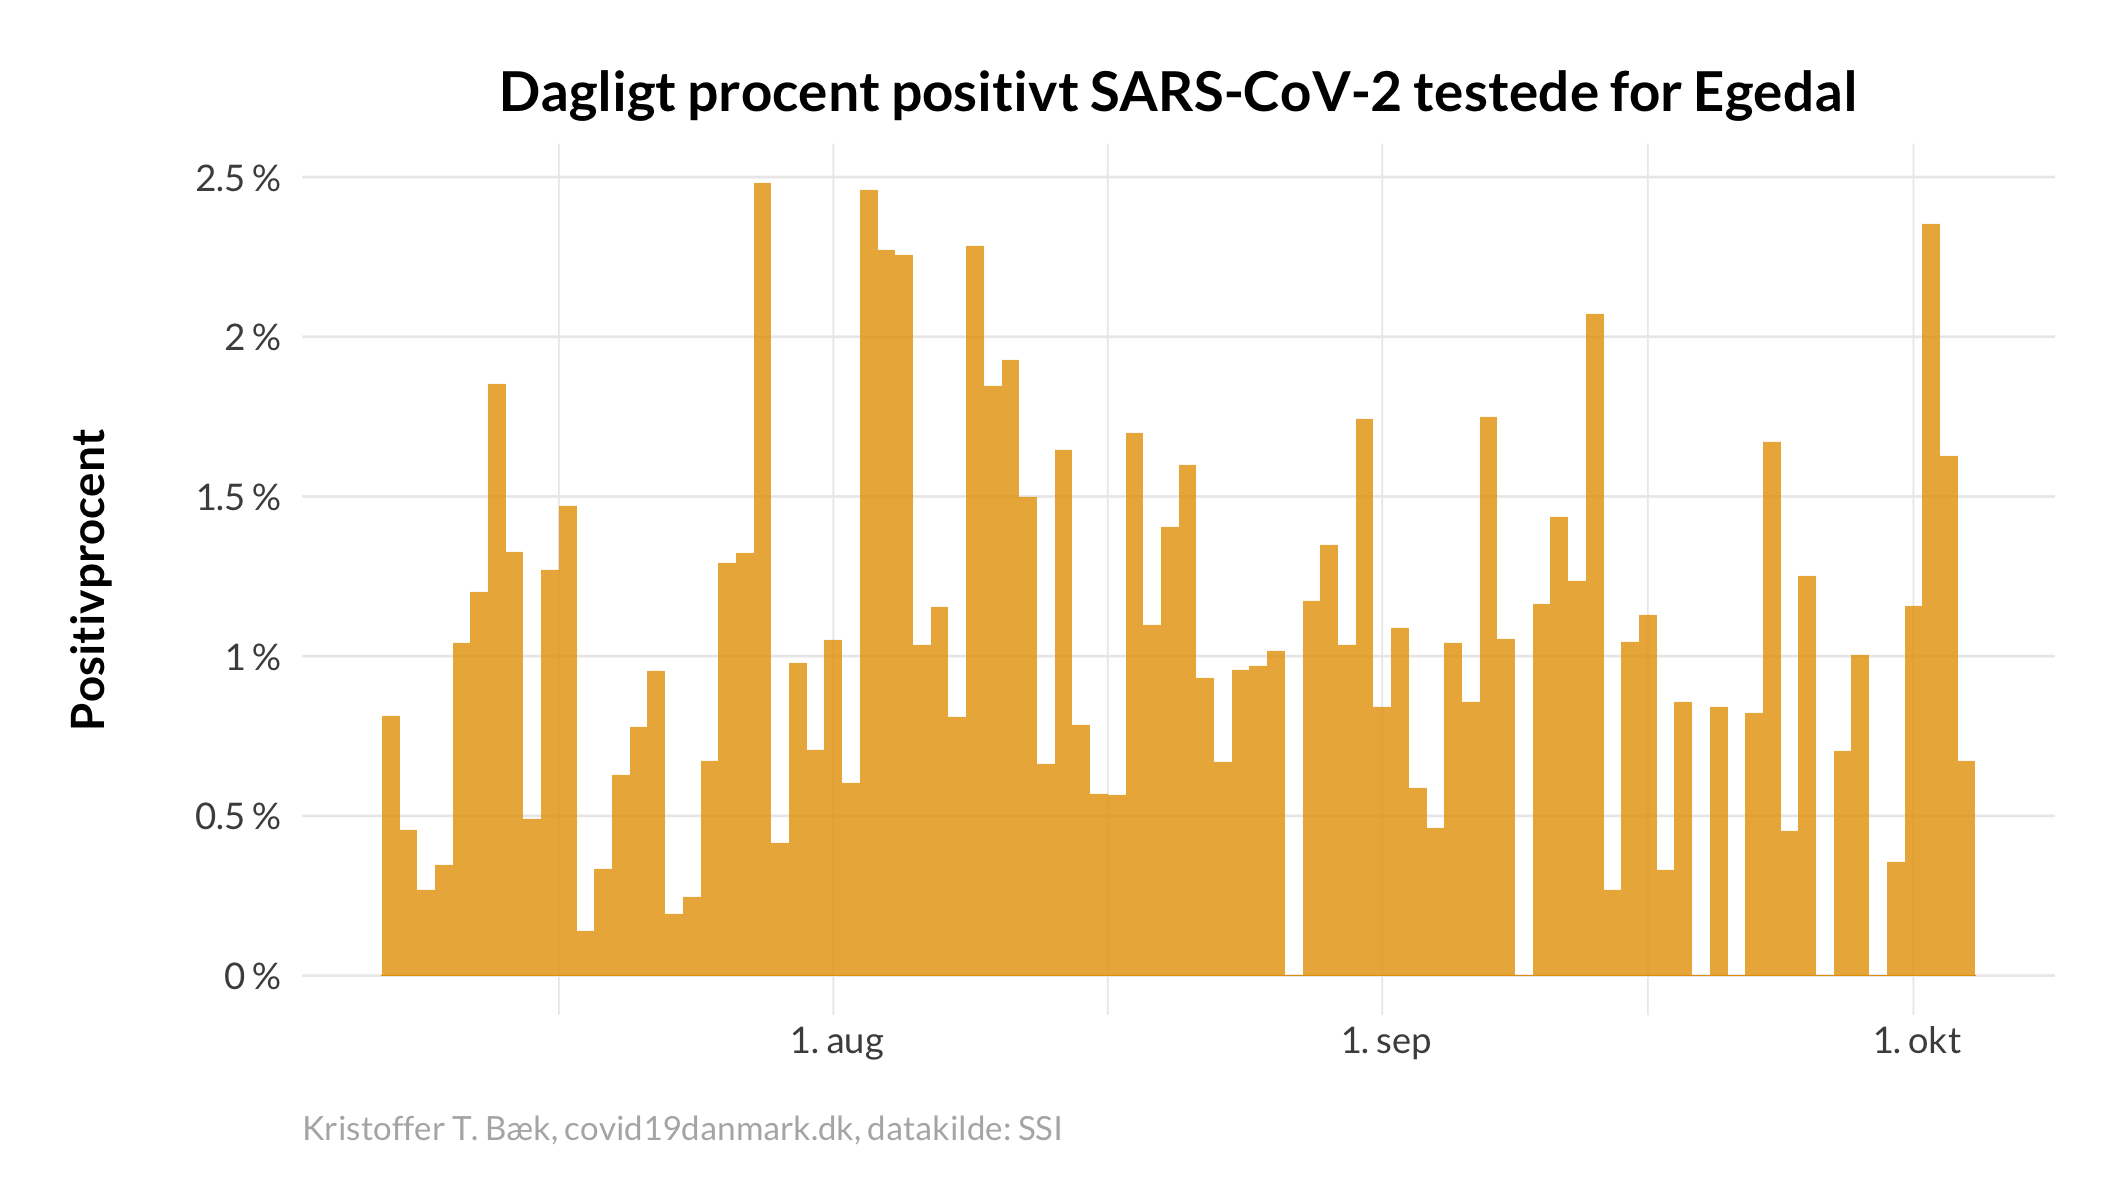 Dagligt procent positivt SARS-CoV-2 testede for Egedal
Positivprocent
2.5 %
2 %
1.5 %
1 %
0.5 %
0 %
1. aug
1. sep
1. okt
Kristoffer T. Bæk, covid19danmark.dk, datakilde: SSI